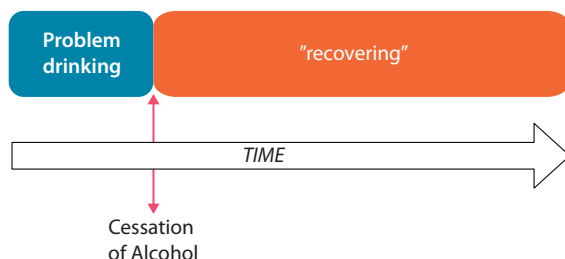 Problem
drinking
”recovering”
TIME
Cessation
of Alcohol